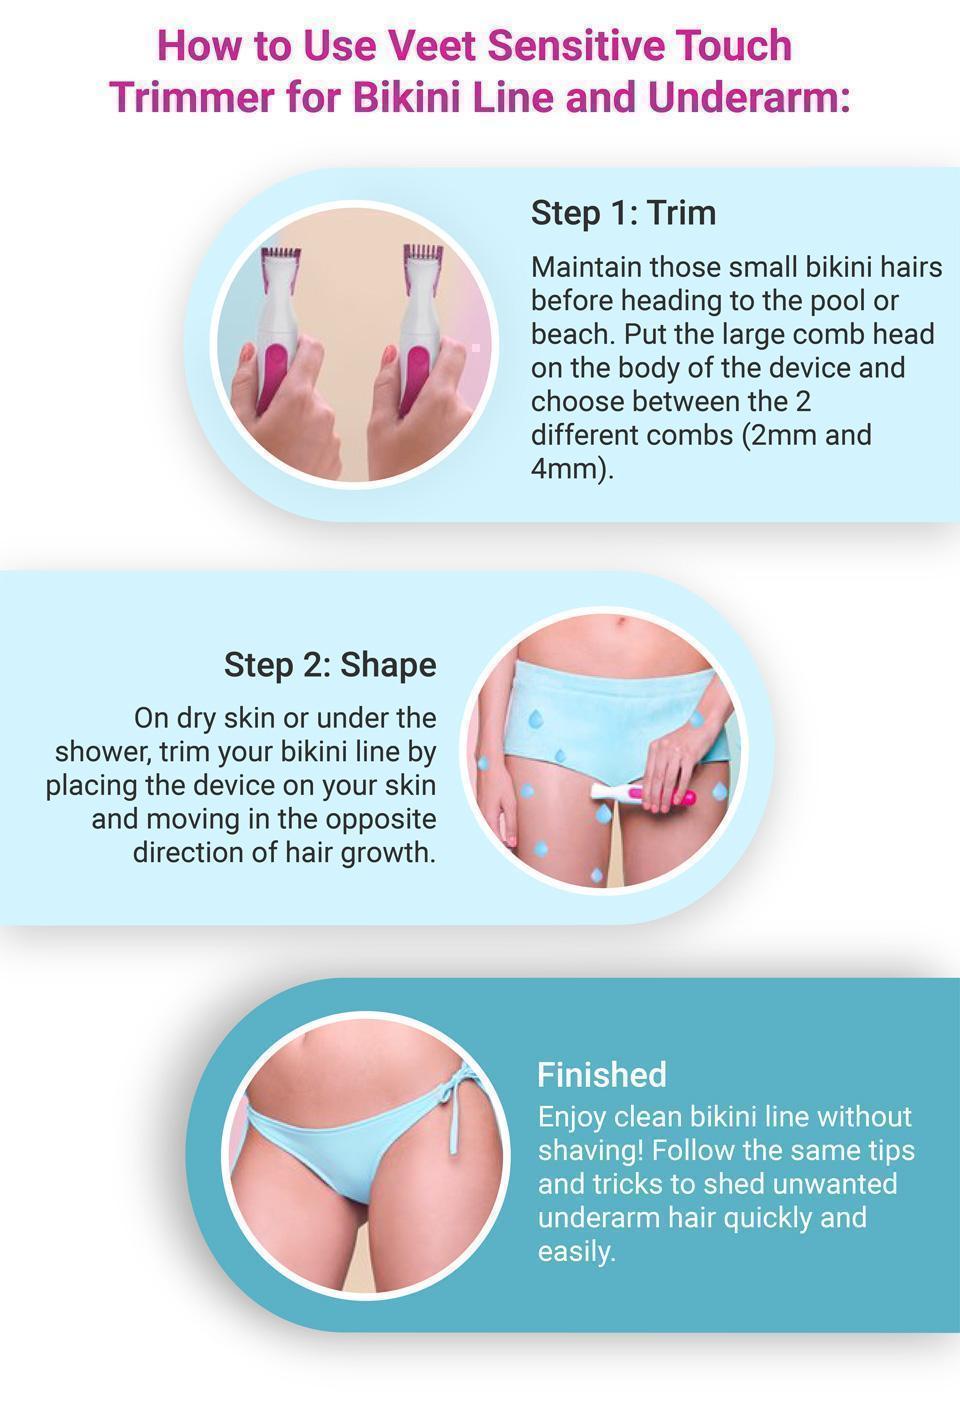 How to Use Veet Sensitive Touch
Trimmer for Bikini Line and Underarm:
Step 1: Trim
Maintain those small bikini hairs
before heading to the pool or
beach. Put the large comb head
on the body of the device and
choose between the 2
different combs (2mm and
4mm).
Step 2: Shape
On dry skin or under the
shower, trim your bikini line by
placing the device on your skin
and moving in the opposite
direction of hair growth.
Finished
Enjoy clean bikini line without
shaving! Follow the same tips
and tricks to shed unwanted
underarm hair quickly and
easily.